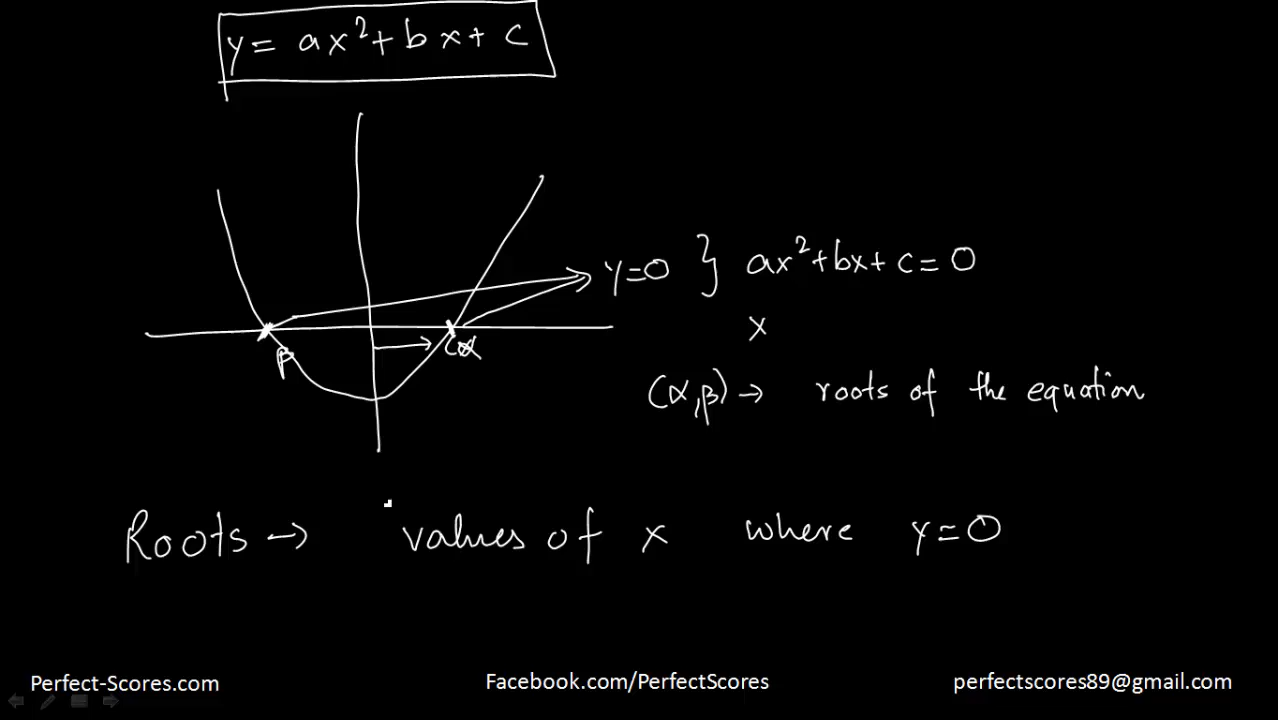 y = ax²+bx+c
y=0 } ax²+bx+c=0
x
β
(α
(α,β) → roots of the equation
Roots → values of x where y=0
Perfect-Scores.com Facebook.com/PerfectScores perfectscores89@gmail.com